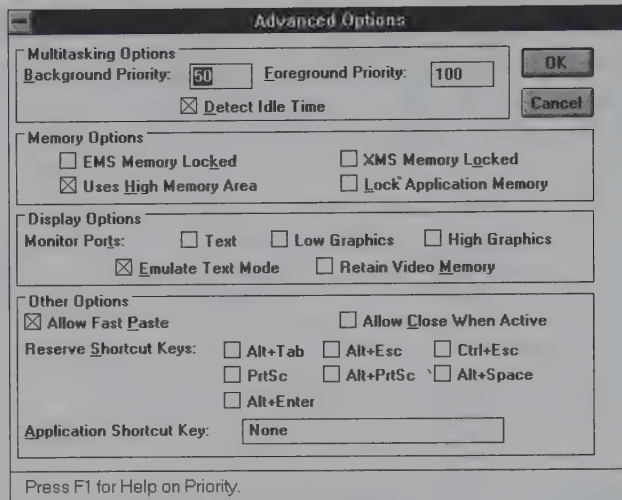 Advanced Options
Multitasking Options
Background Priority: 50 Foreground Priority: 100
OK
Detect Idle Time
Cancel
Memory Options
EMS Memory Locked XMS Memory Locked
Uses High Memory Area Lock Application Memory
Display Options
Monitor Ports: Text Low Graphics High Graphics
Emulate Text Mode Retain Video Memory
Other Options
Allow Fast Paste Allow Close When Active
Reserve Shortcut Keys: Alt+Tab Alt+Esc Ctrl+Esc
PrtSc Alt+PrtSc Alt+Space
Alt+Enter
Application Shortcut Key: None
Press F1 for Help on Priority.